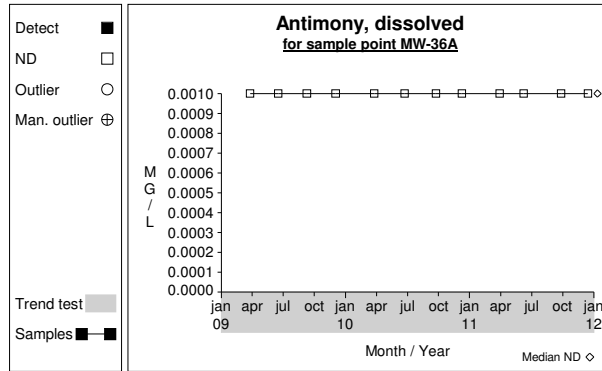 Detect
ND
Outlier
Man. outlier
Trend test
Samples
Antimony, dissolved
for sample point MW-36A
MG/L
0.0010
0.0009
0.0008
0.0007
0.0006
0.0005
0.0004
0.0003
0.0002
0.0001
0.0000
jan apr jul oct jan apr jul oct jan apr jul oct jan
09 10 11 12
Month / Year
Median ND